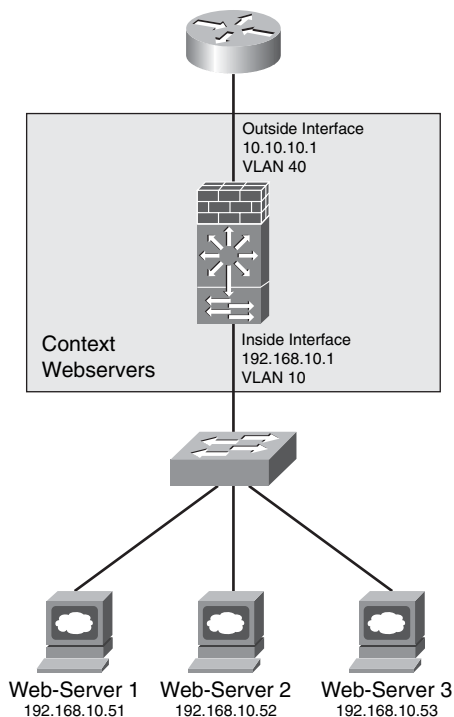 Outside Interface
10.10.10.1
VLAN 40
Inside Interface
192.168.10.1
VLAN 10
Context
Webservers
Web-Server 1
192.168.10.51
Web-Server 2
192.168.10.52
Web-Server 3
192.168.10.53